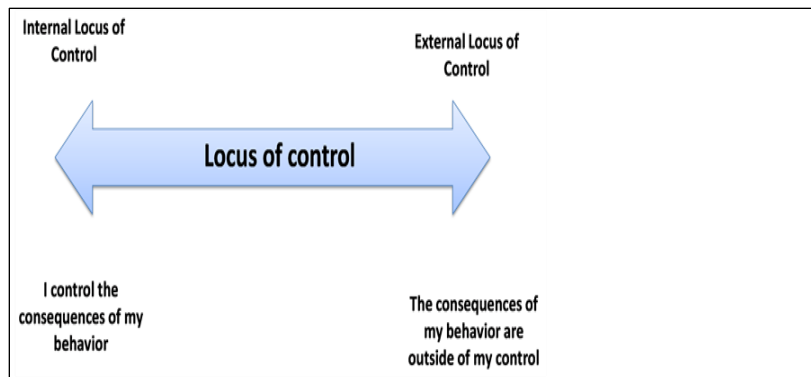 Internal Locus of
Control
External Locus of
Control
Locus of control
I control the
consequences of my
behavior
The consequences of
my behavior are
outside of my control